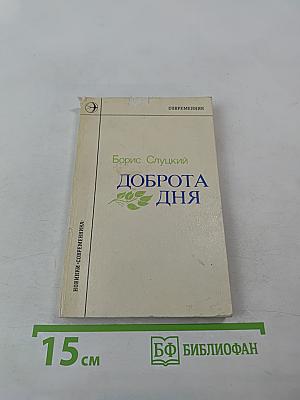 СОВРЕМЕННИК
Борис Слуцкий
ДОБРОТА
ДНЯ
НОВИНКИ «СОВРЕМЕННИКА»
15 см
БФ БИБЛИОФАН